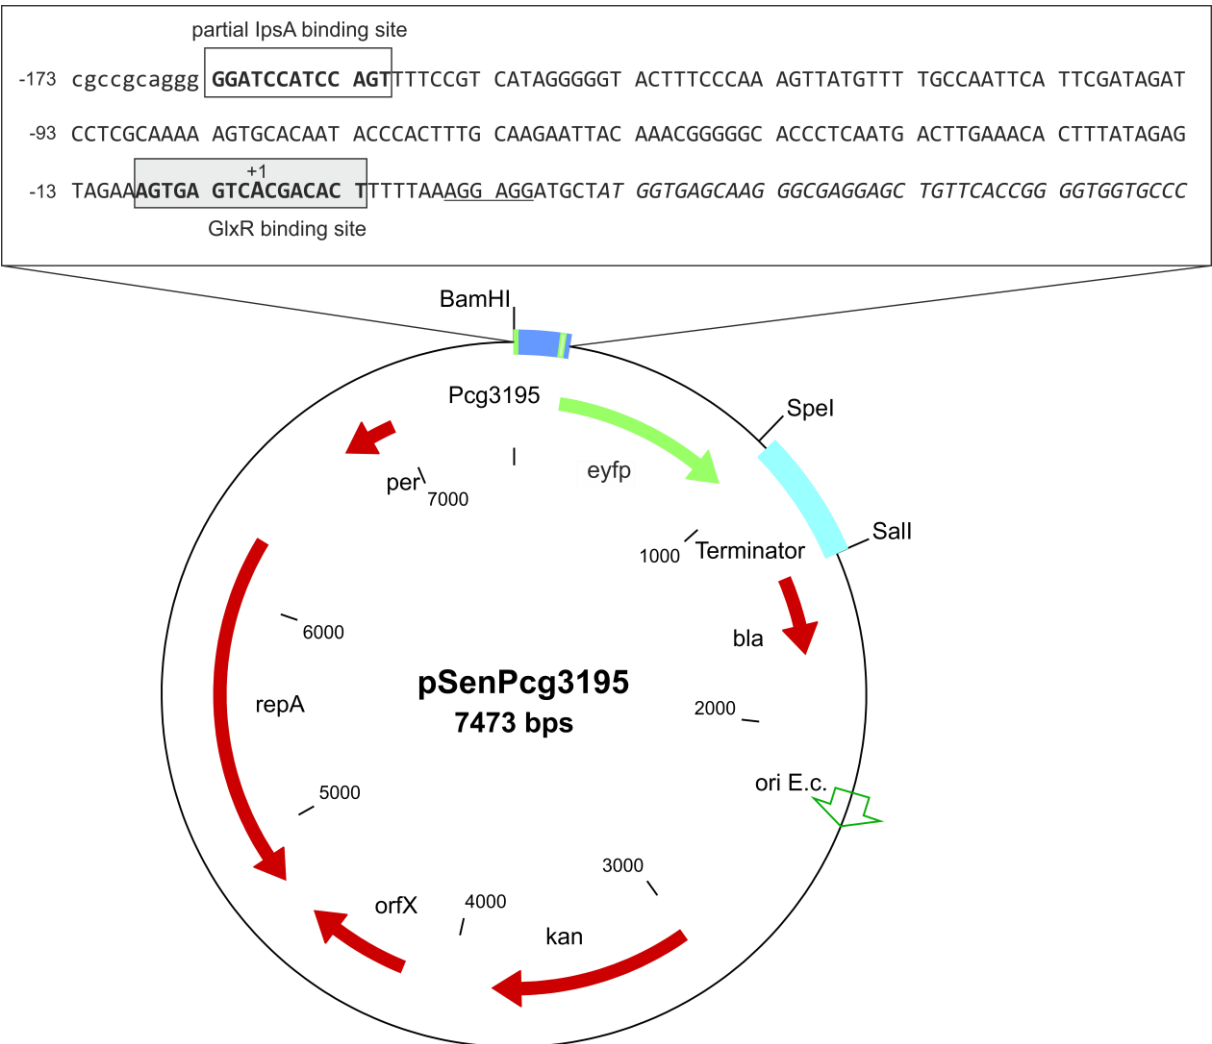 partial IpsA binding site
-173 cgccgcaggg GGATCCATCC AGTTTTCCGT CATAGGGGGT ACTTTCCCAA AGTTATGTTT TGCCAATTCA TTCGATAGAT
-93 CCTCGCAAAA AGTGCACAAT ACCCACTTTG CAAGAATTAC AAACGGGGGC ACCCTCAATG ACTTGAAACA CTTTATAGAG
+1
-13 TAGAAAGTGA GTCACGACAC TTTTTAAAGG AGGATGCTAT GGTGAGCAAG GGCGAGGAGC TGTTCACCGG GGTGGTGCCC
GlxR binding site
BamHI
Pcg3195
SpeI
per
7000
eyfp
SalI
1000
Terminator
6000
bla
pSenPcg3195
7473 bps
repA
2000
ori E.c.
5000
3000
orfX
4000
kan